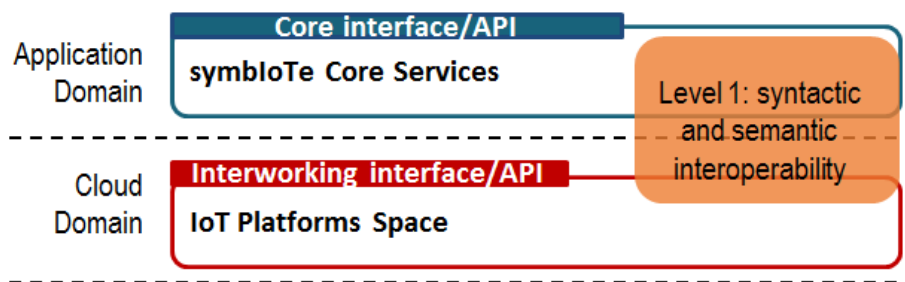 Core interface/API
Application
Domain
symbIoTe Core Services
Level 1: syntactic
and semantic
interoperability
Interworking interface/API
Cloud
Domain
IoT Platforms Space